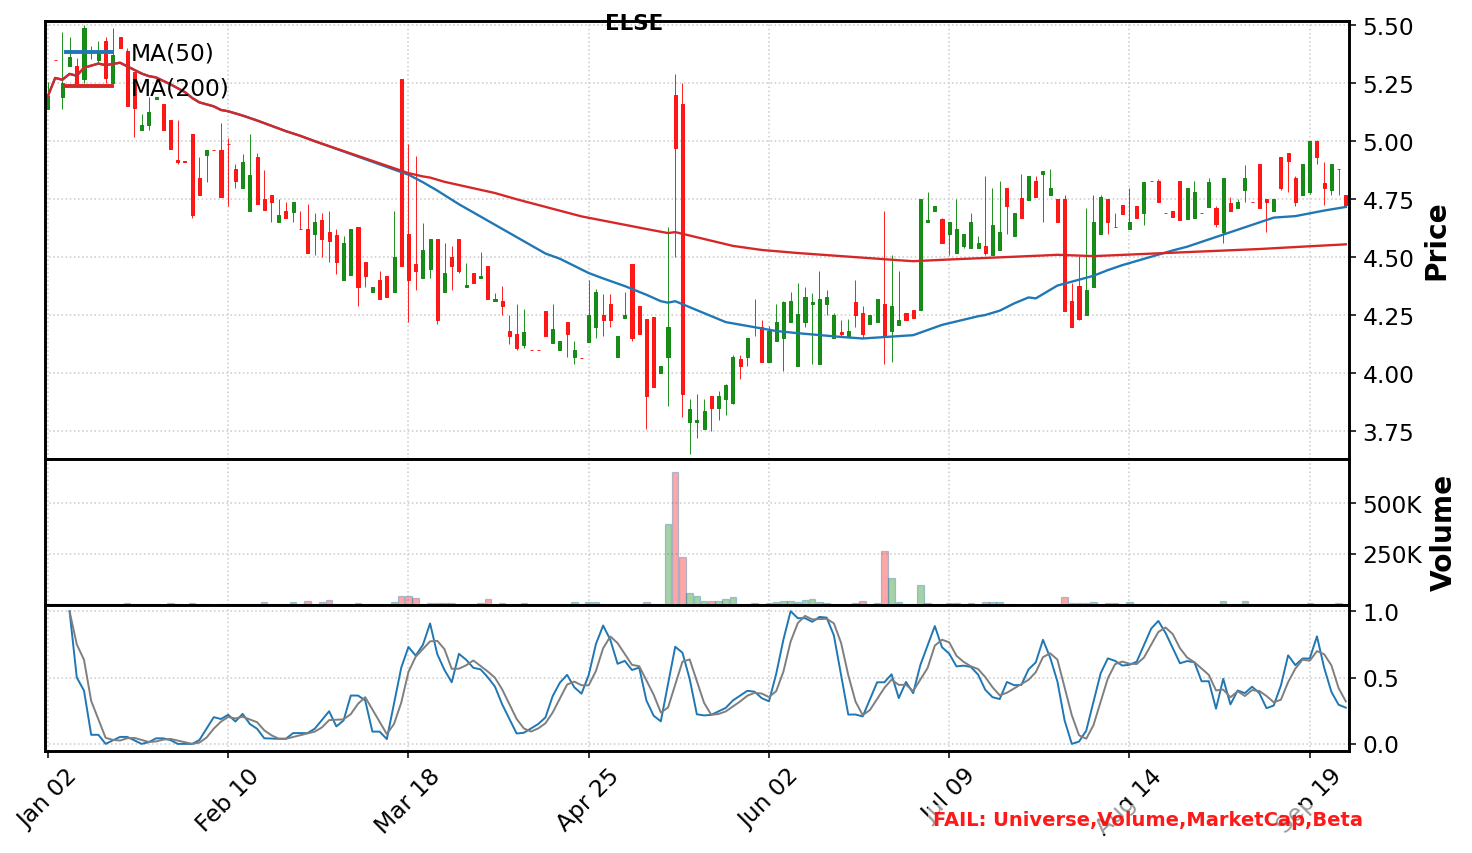 ELSE
MA(50)
MA(200)
5.50
5.25
5.00
4.75
4.50
4.25
4.00
3.75
Price
500K
250K
Volume
1.0
0.5
0.0
Jan 02
Feb 10
Mar 18
Apr 25
Jun 02
Jul 09
Aug 14
Sep 19
FAIL: Universe,Volume,MarketCap,Beta